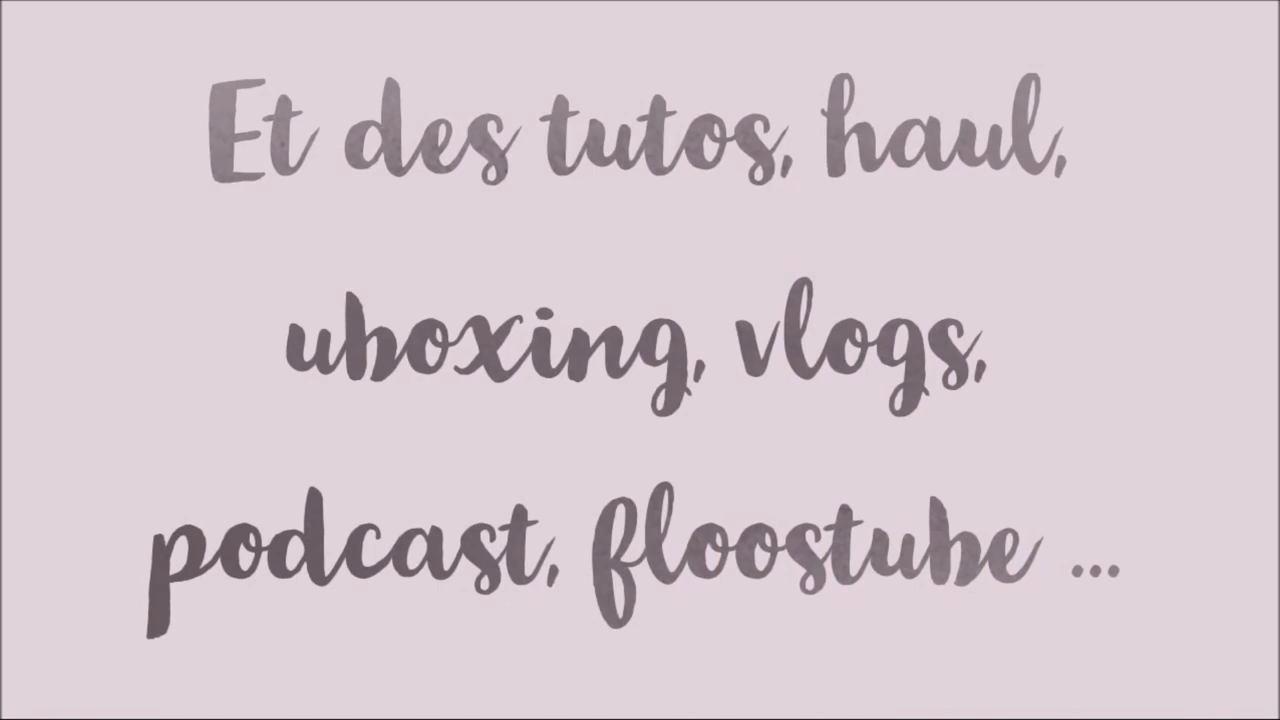 Et des tutos, haul,
uboxing, vlogs,
podcast, floostube ...